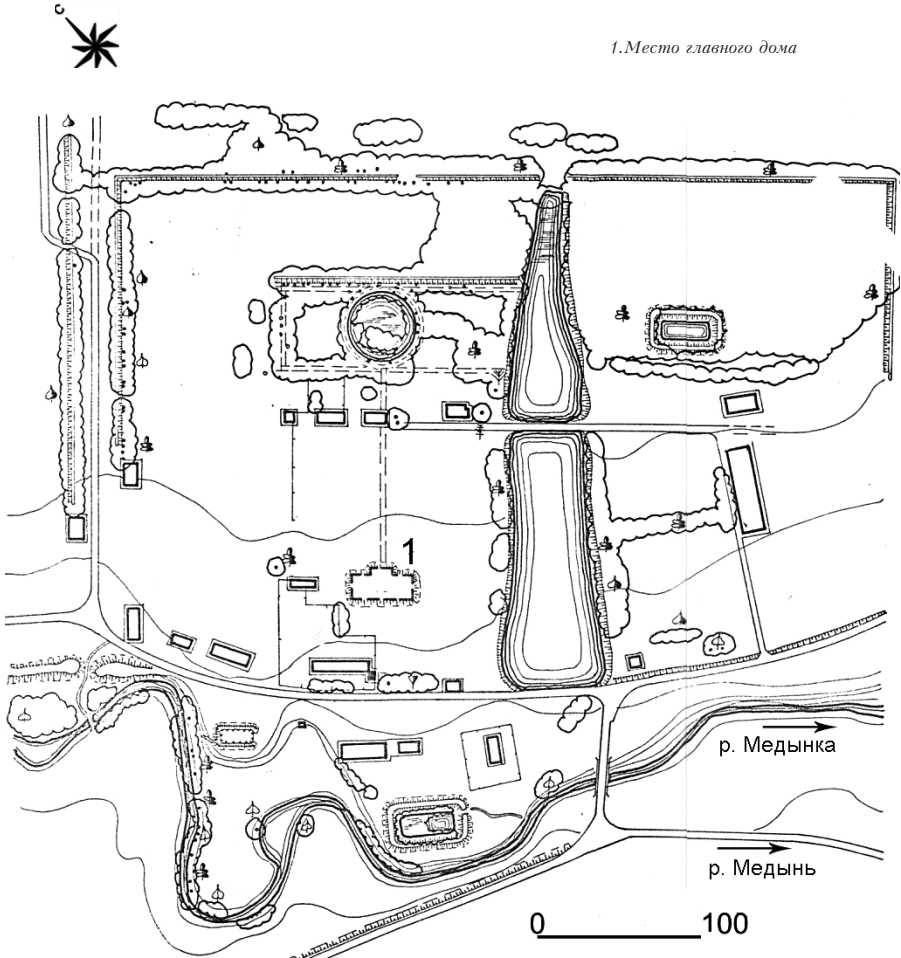 С
1.Место главного дома
1
р. Медынка
р. Медынь
0 100